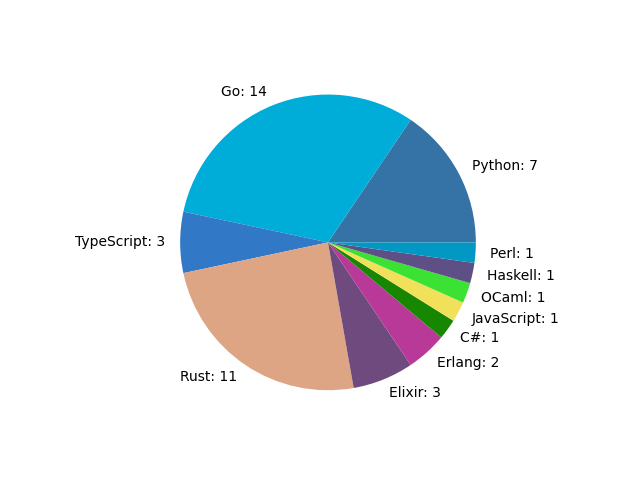 Go: 14
Python: 7
TypeScript: 3
Perl: 1
Haskell: 1
OCaml: 1
JavaScript: 1
C#: 1
Erlang: 2
Rust: 11
Elixir: 3